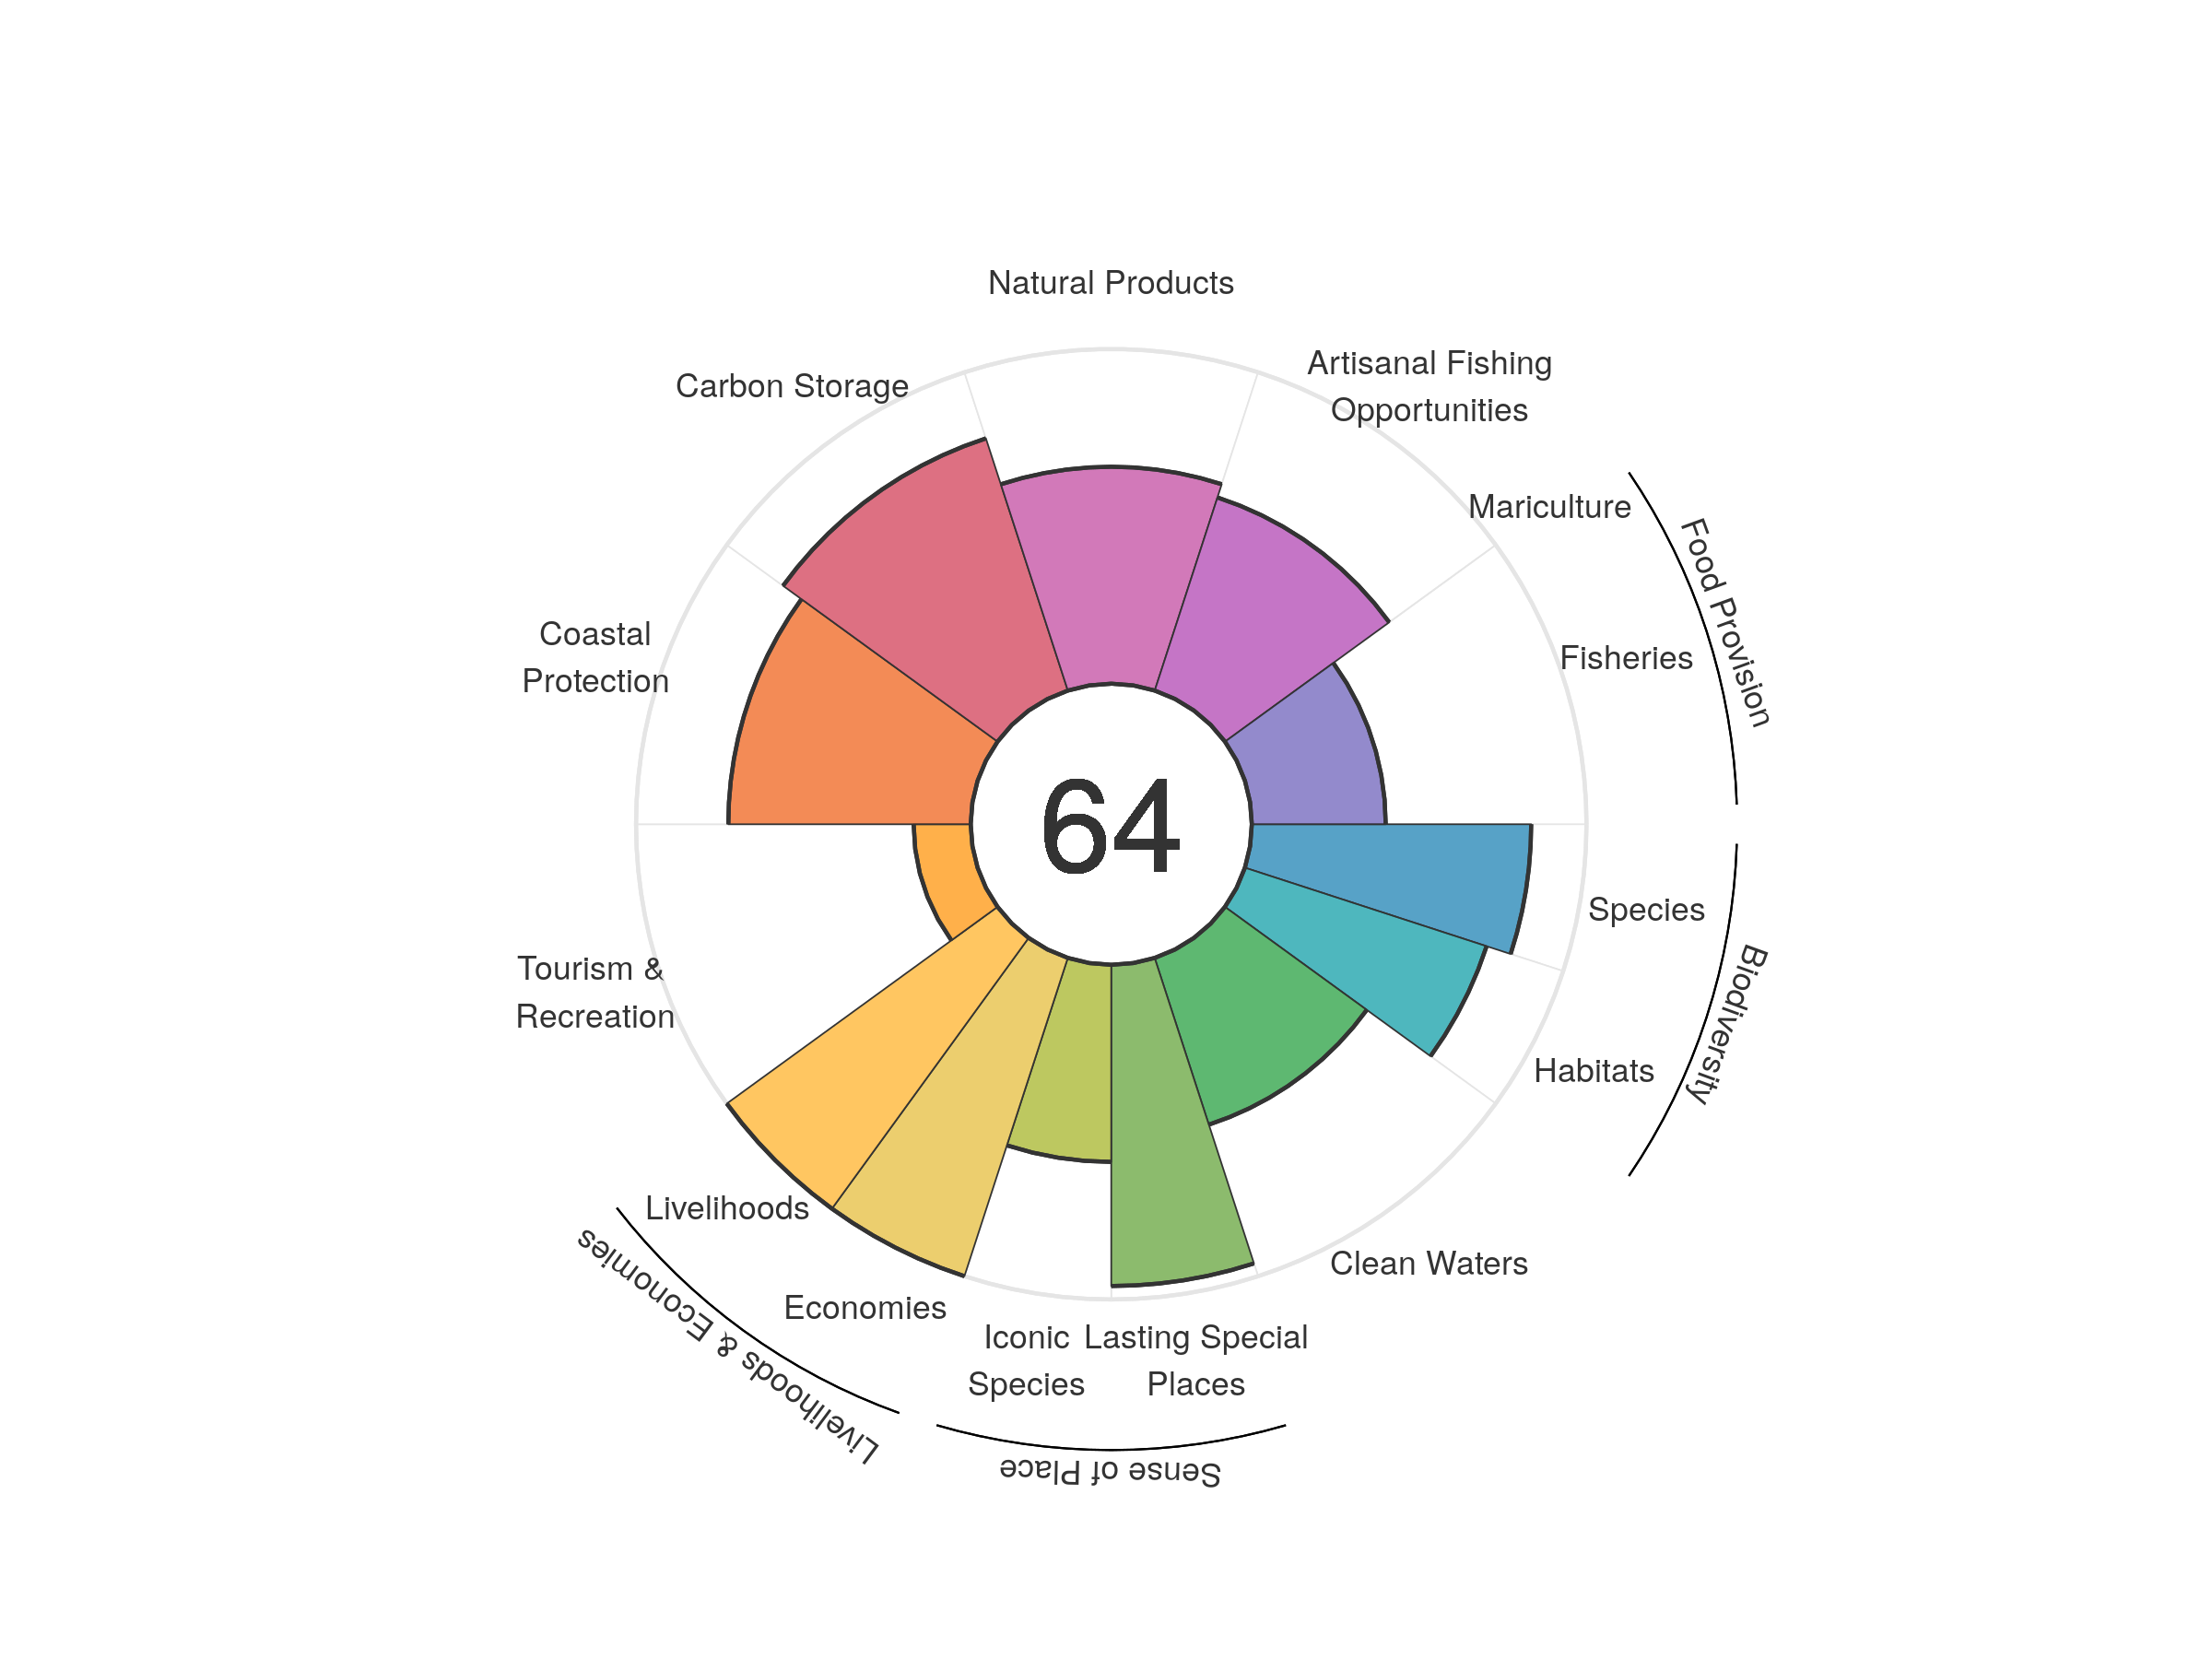 Natural Products
Artisanal Fishing
Opportunities
Carbon Storage
Mariculture
Food Provision
Fisheries
Coastal
Protection
64
Species
Biodiversity
Habitats
Tourism &
Recreation
Clean Waters
Livelihoods
Livelihoods & Economies
Economies
Iconic
Species
Lasting Special
Places
Sense of Place